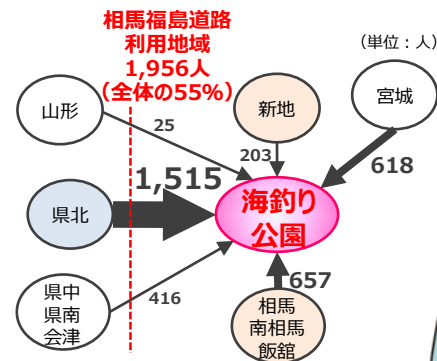 相馬福島道路
利用地域
1,956人
(全体の55%)
(単位：人)
山形
新地
宮城
25
203
618
1,515
県北
海釣り
公園
県中
県南
会津
416
657
相馬
南相馬
飯舘